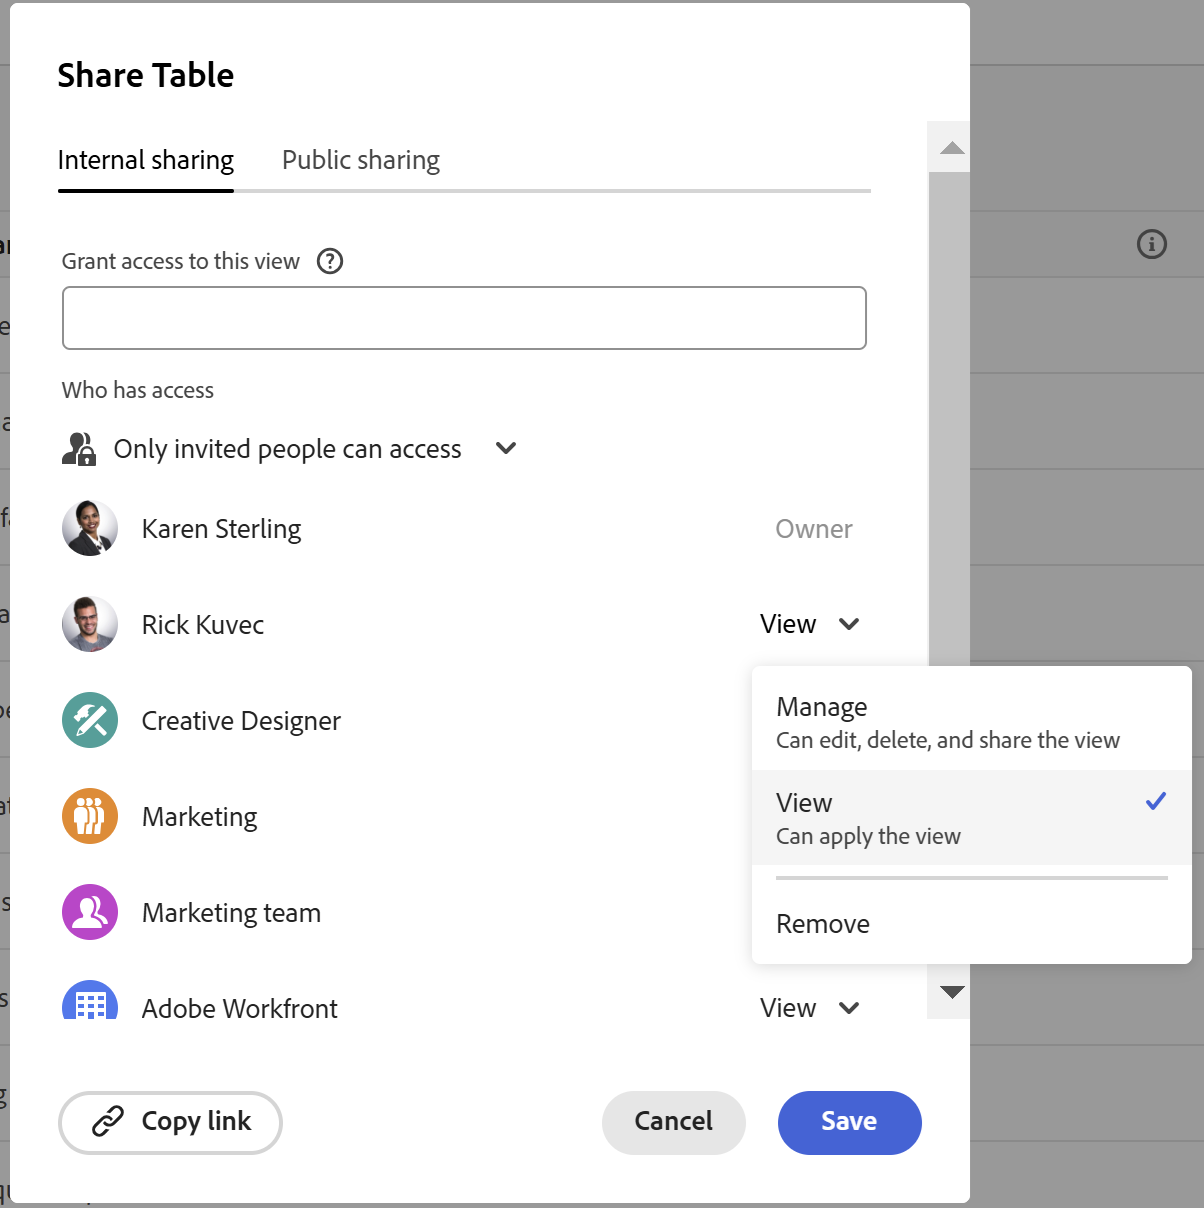 Share Table
Internal sharing
Public sharing
Grant access to this view
Who has access
Only invited people can access
Karen Sterling
Owner
Rick Kuvec
View
Creative Designer
Manage
Can edit, delete, and share the view
Marketing
View
Can apply the view
Marketing team
Remove
Adobe Workfront
View
Copy link
Cancel
Save